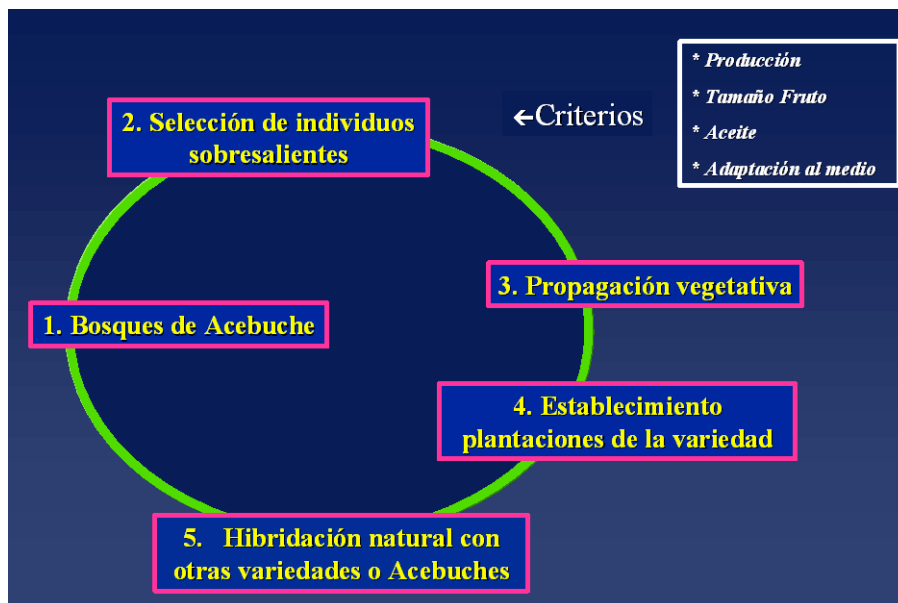 * Producción
* Tamaño Fruto
* Aceite
* Adaptación al medio
←Criterios
2. Selección de individuos
sobresalientes
3. Propagación vegetativa
1. Bosques de Acebuche
4. Establecimiento
plantaciones de la variedad
5. Hibridación natural con
otras variedades o Acebuches